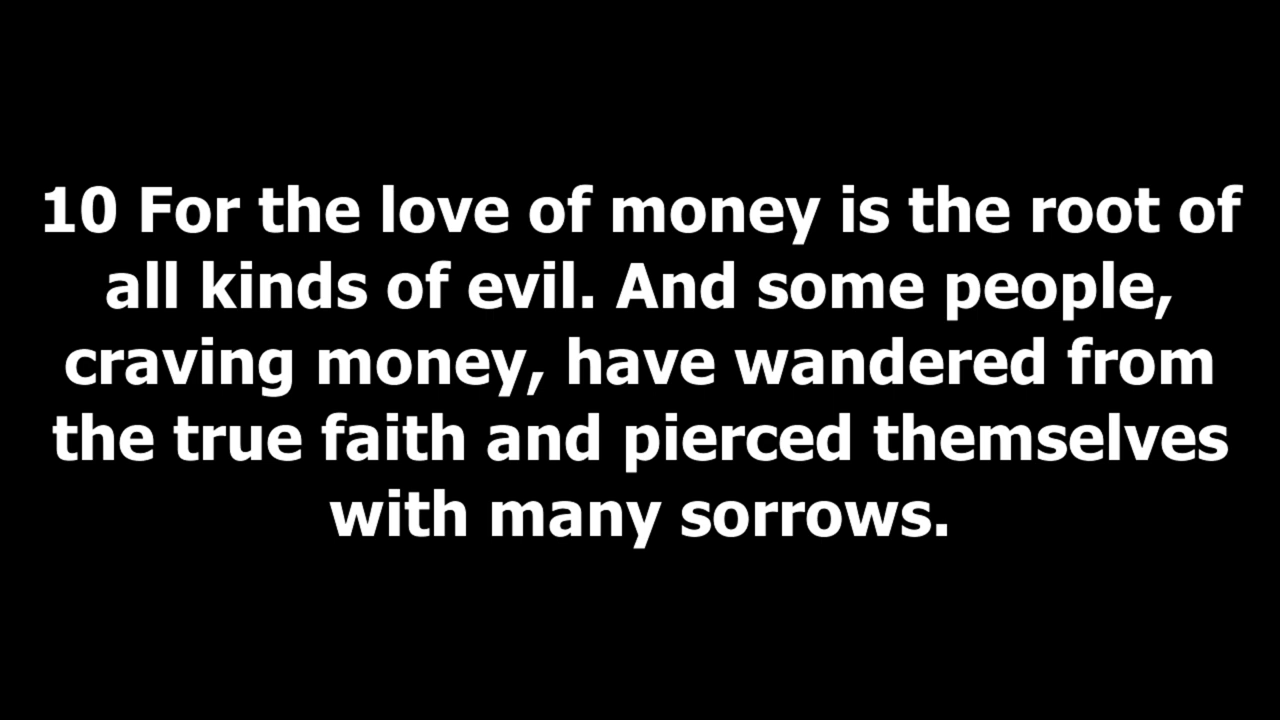 10 For the love of money is the root of
all kinds of evil. And some people,
craving money, have wandered from
the true faith and pierced themselves
with many sorrows.